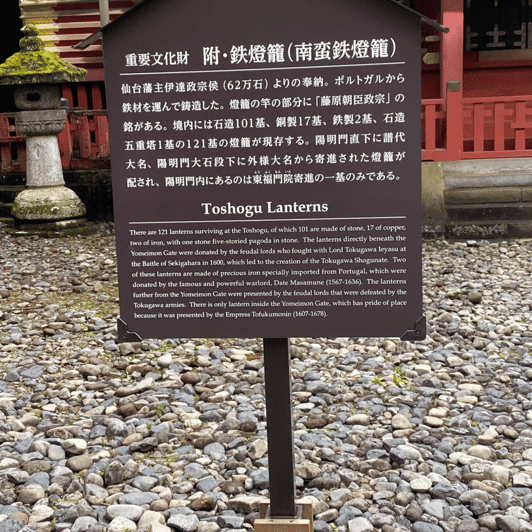 重要文化財 附・鉄燈籠(南蛮鉄燈籠)
仙台藩主伊達政宗侯(62万石)よりの奉納。ポルトガルから
鉄材を運んで鋳造した。燈籠の竿の部分に「藤原朝臣政宗」の
銘がある。境内には石造101基、銅製17基、鉄製2基、石造
五重塔1基の121基の燈籠が現存する。陽明門直下に譜代
大名、陽明門大石段下に外様大名から寄進された燈籠が
配され、陽明門内にあるのは東福門院寄進の一基のみである。
Toshogu Lanterns
There are 121 lanterns surviving at the Toshogu, of which 101 are made of stone, 17 of copper,
two of iron, with one stone five-storied pagoda in stone. The lanterns directly beneath the
Yomeimon Gate were donated by the feudal lords who fought with Lord Tokugawa Ieyasu at
the Battle of Sekigahara in 1600, which led to the creation of the Tokugawa Shogunate. Two
of these lanterns are made of precious iron specially imported from Portugal, which were
donated by the famous and powerful warlord, Date Masamune (1567-1636). The lanterns
further from the Yomeimon Gate were presented by the feudal lords that were defeated by the
Tokugawa armies. There is only lantern inside the Yomeimon Gate, which has pride of place
because it was presented by the Empress Tofukumonin (1607-1678).